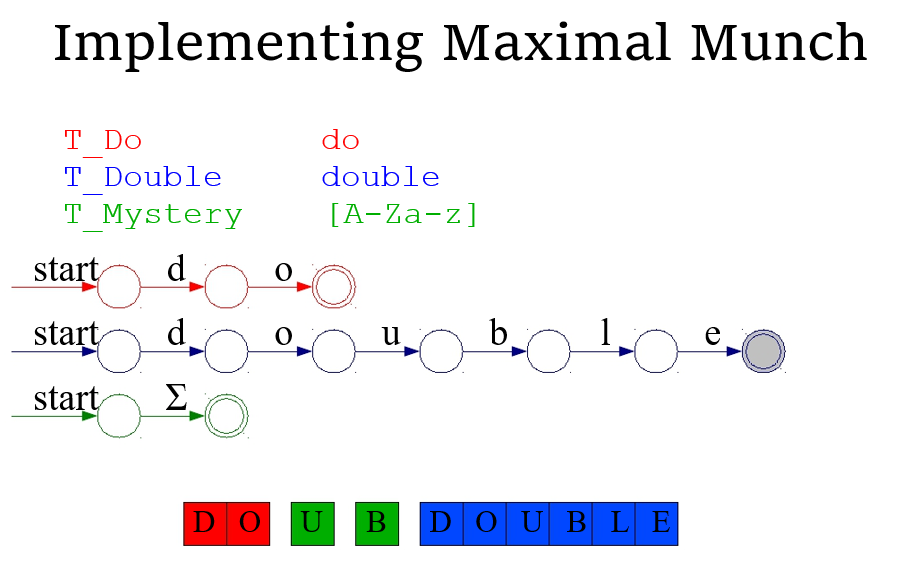 Implementing Maximal Munch
T_Do do
T_Double double
T_Mystery [A-Za-z]
start d o
start d o u b l e
start Σ
D O U B D O U B L E